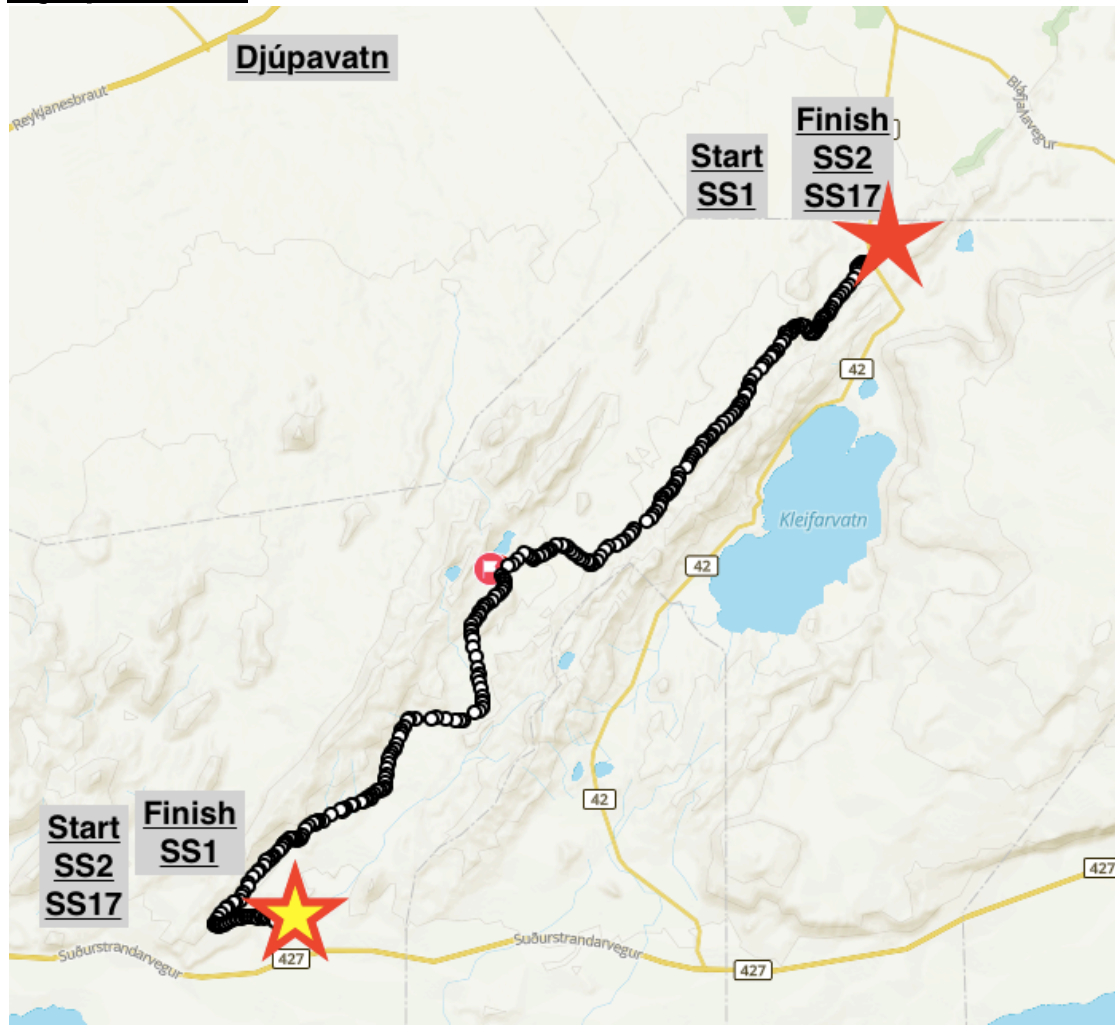 Djúpavatn
Reykjanesbraut
Bláfjallavegur
Finish
SS2
SS17
Start
SS1
42
Kleifarvatn
42
42
Start
SS2
SS17
Finish
SS1
427
Suðurstrandarvegur
427
Suðurstrandarvegur
427